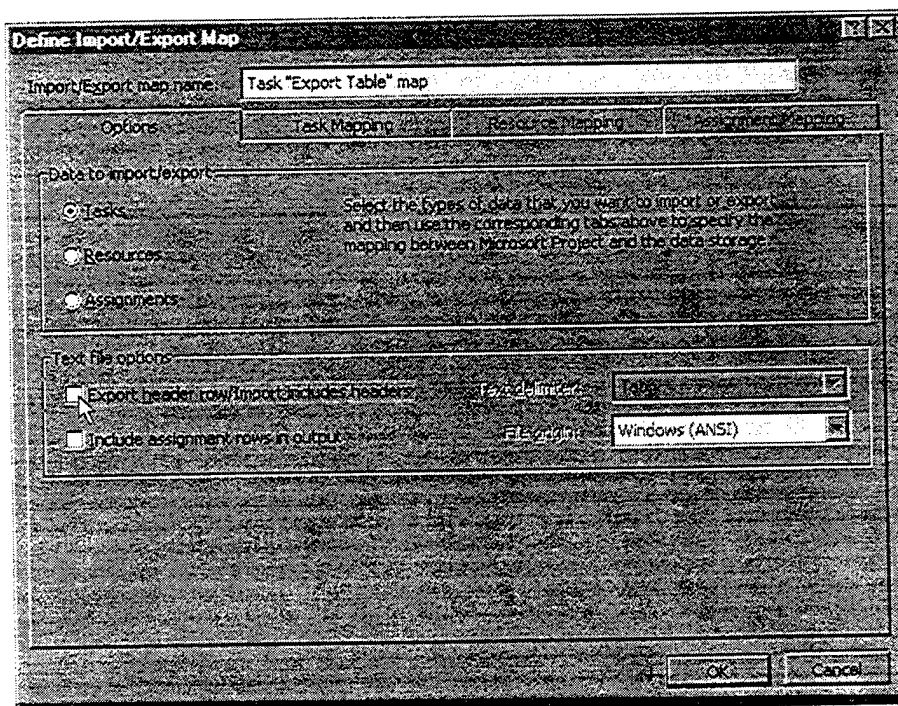 Define Import/Export Map
Import/Export map name: Task "Export Table" map
Options Task Mapping Resource Mapping Assignment Mapping
Data to import/export
Tasks
Resources
Assignments
Select the types of data that you want to import or export
and then use the corresponding tabs above to specify the
mapping between Microsoft Project and the data storage.
Text file options
Export header row/Import includes headers
Text delimiter: Tab
Include assignment rows in output
File origin: Windows (ANSI)
OK Cancel